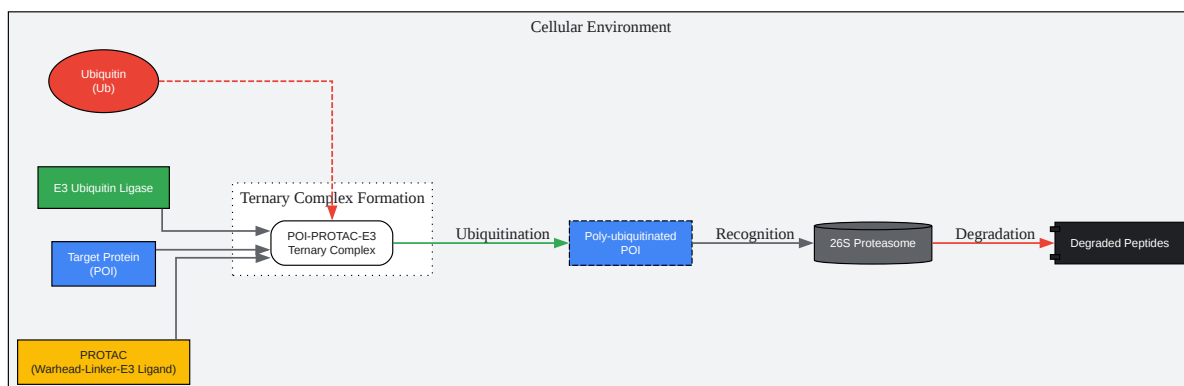 Cellular Environment
Ubiquitin
(Ub)
E3 Ubiquitin Ligase
Target Protein
(POI)
PROTAC
(Warhead-Linker-E3 Ligand)
Ternary Complex Formation
POI-PROTAC-E3
Ternary Complex
Ubiquitination
Poly-ubiquitinated
POI
Recognition
26S Proteasome
Degradation
Degraded Peptides